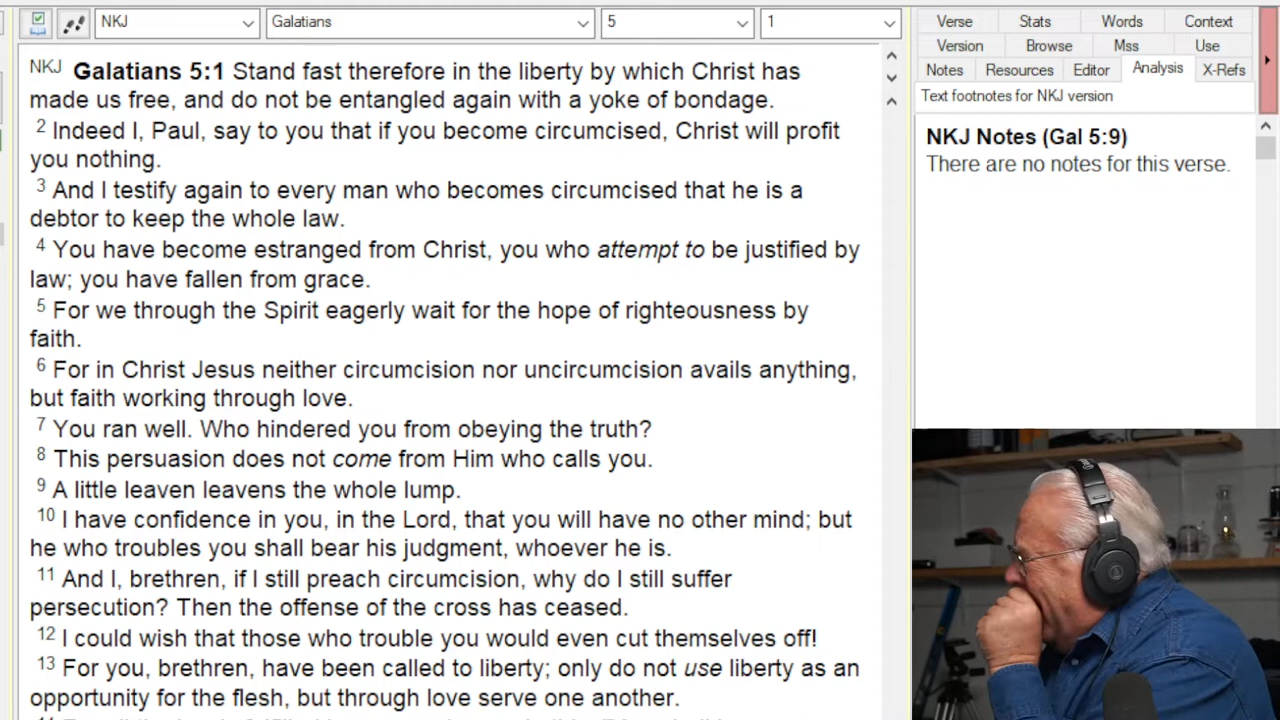 NKJ Galatians 5 1
NKJ Galatians 5:1 Stand fast therefore in the liberty by which Christ has
made us free, and do not be entangled again with a yoke of bondage.
2 Indeed I, Paul, say to you that if you become circumcised, Christ will profit
you nothing.
3 And I testify again to every man who becomes circumcised that he is a
debtor to keep the whole law.
4 You have become estranged from Christ, you who attempt to be justified by
law; you have fallen from grace.
5 For we through the Spirit eagerly wait for the hope of righteousness by
faith.
6 For in Christ Jesus neither circumcision nor uncircumcision avails anything,
but faith working through love.
7 You ran well. Who hindered you from obeying the truth?
8 This persuasion does not come from Him who calls you.
9 A little leaven leavens the whole lump.
10 I have confidence in you, in the Lord, that you will have no other mind; but
he who troubles you shall bear his judgment, whoever he is.
11 And I, brethren, if I still preach circumcision, why do I still suffer
persecution? Then the offense of the cross has ceased.
12 I could wish that those who trouble you would even cut themselves off!
13 For you, brethren, have been called to liberty; only do not use liberty as an
opportunity for the flesh, but through love serve one another.
Verse Stats Words Context
Version Browse Mss Use
Notes Resources Editor Analysis X-Refs
Text footnotes for NKJ version
NKJ Notes (Gal 5:9)
There are no notes for this verse.